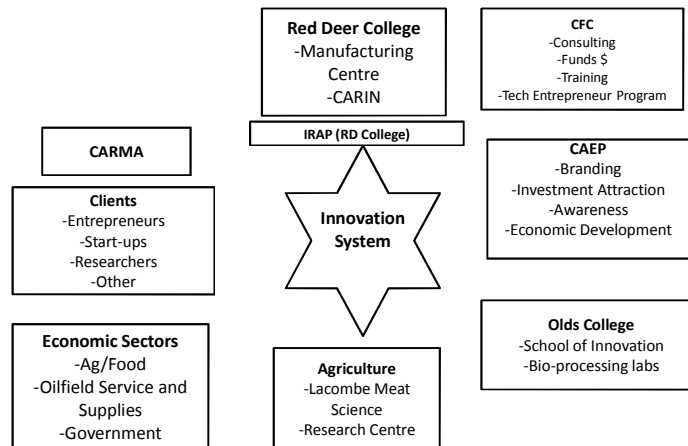 Red Deer College
-Manufacturing
Centre
-CARIN
CFC
-Consulting
-Funds $
-Training
-Tech Entrepreneur Program
IRAP (RD College)
CARMA
CAEP
-Branding
-Investment Attraction
-Awareness
-Economic Development
Clients
-Entrepreneurs
-Start-ups
-Researchers
-Other
Innovation
System
Olds College
-School of Innovation
-Bio-processing labs
Economic Sectors
-Ag/Food
-Oilfield Service and
Supplies
-Government
Agriculture
-Lacombe Meat
Science
-Research Centre